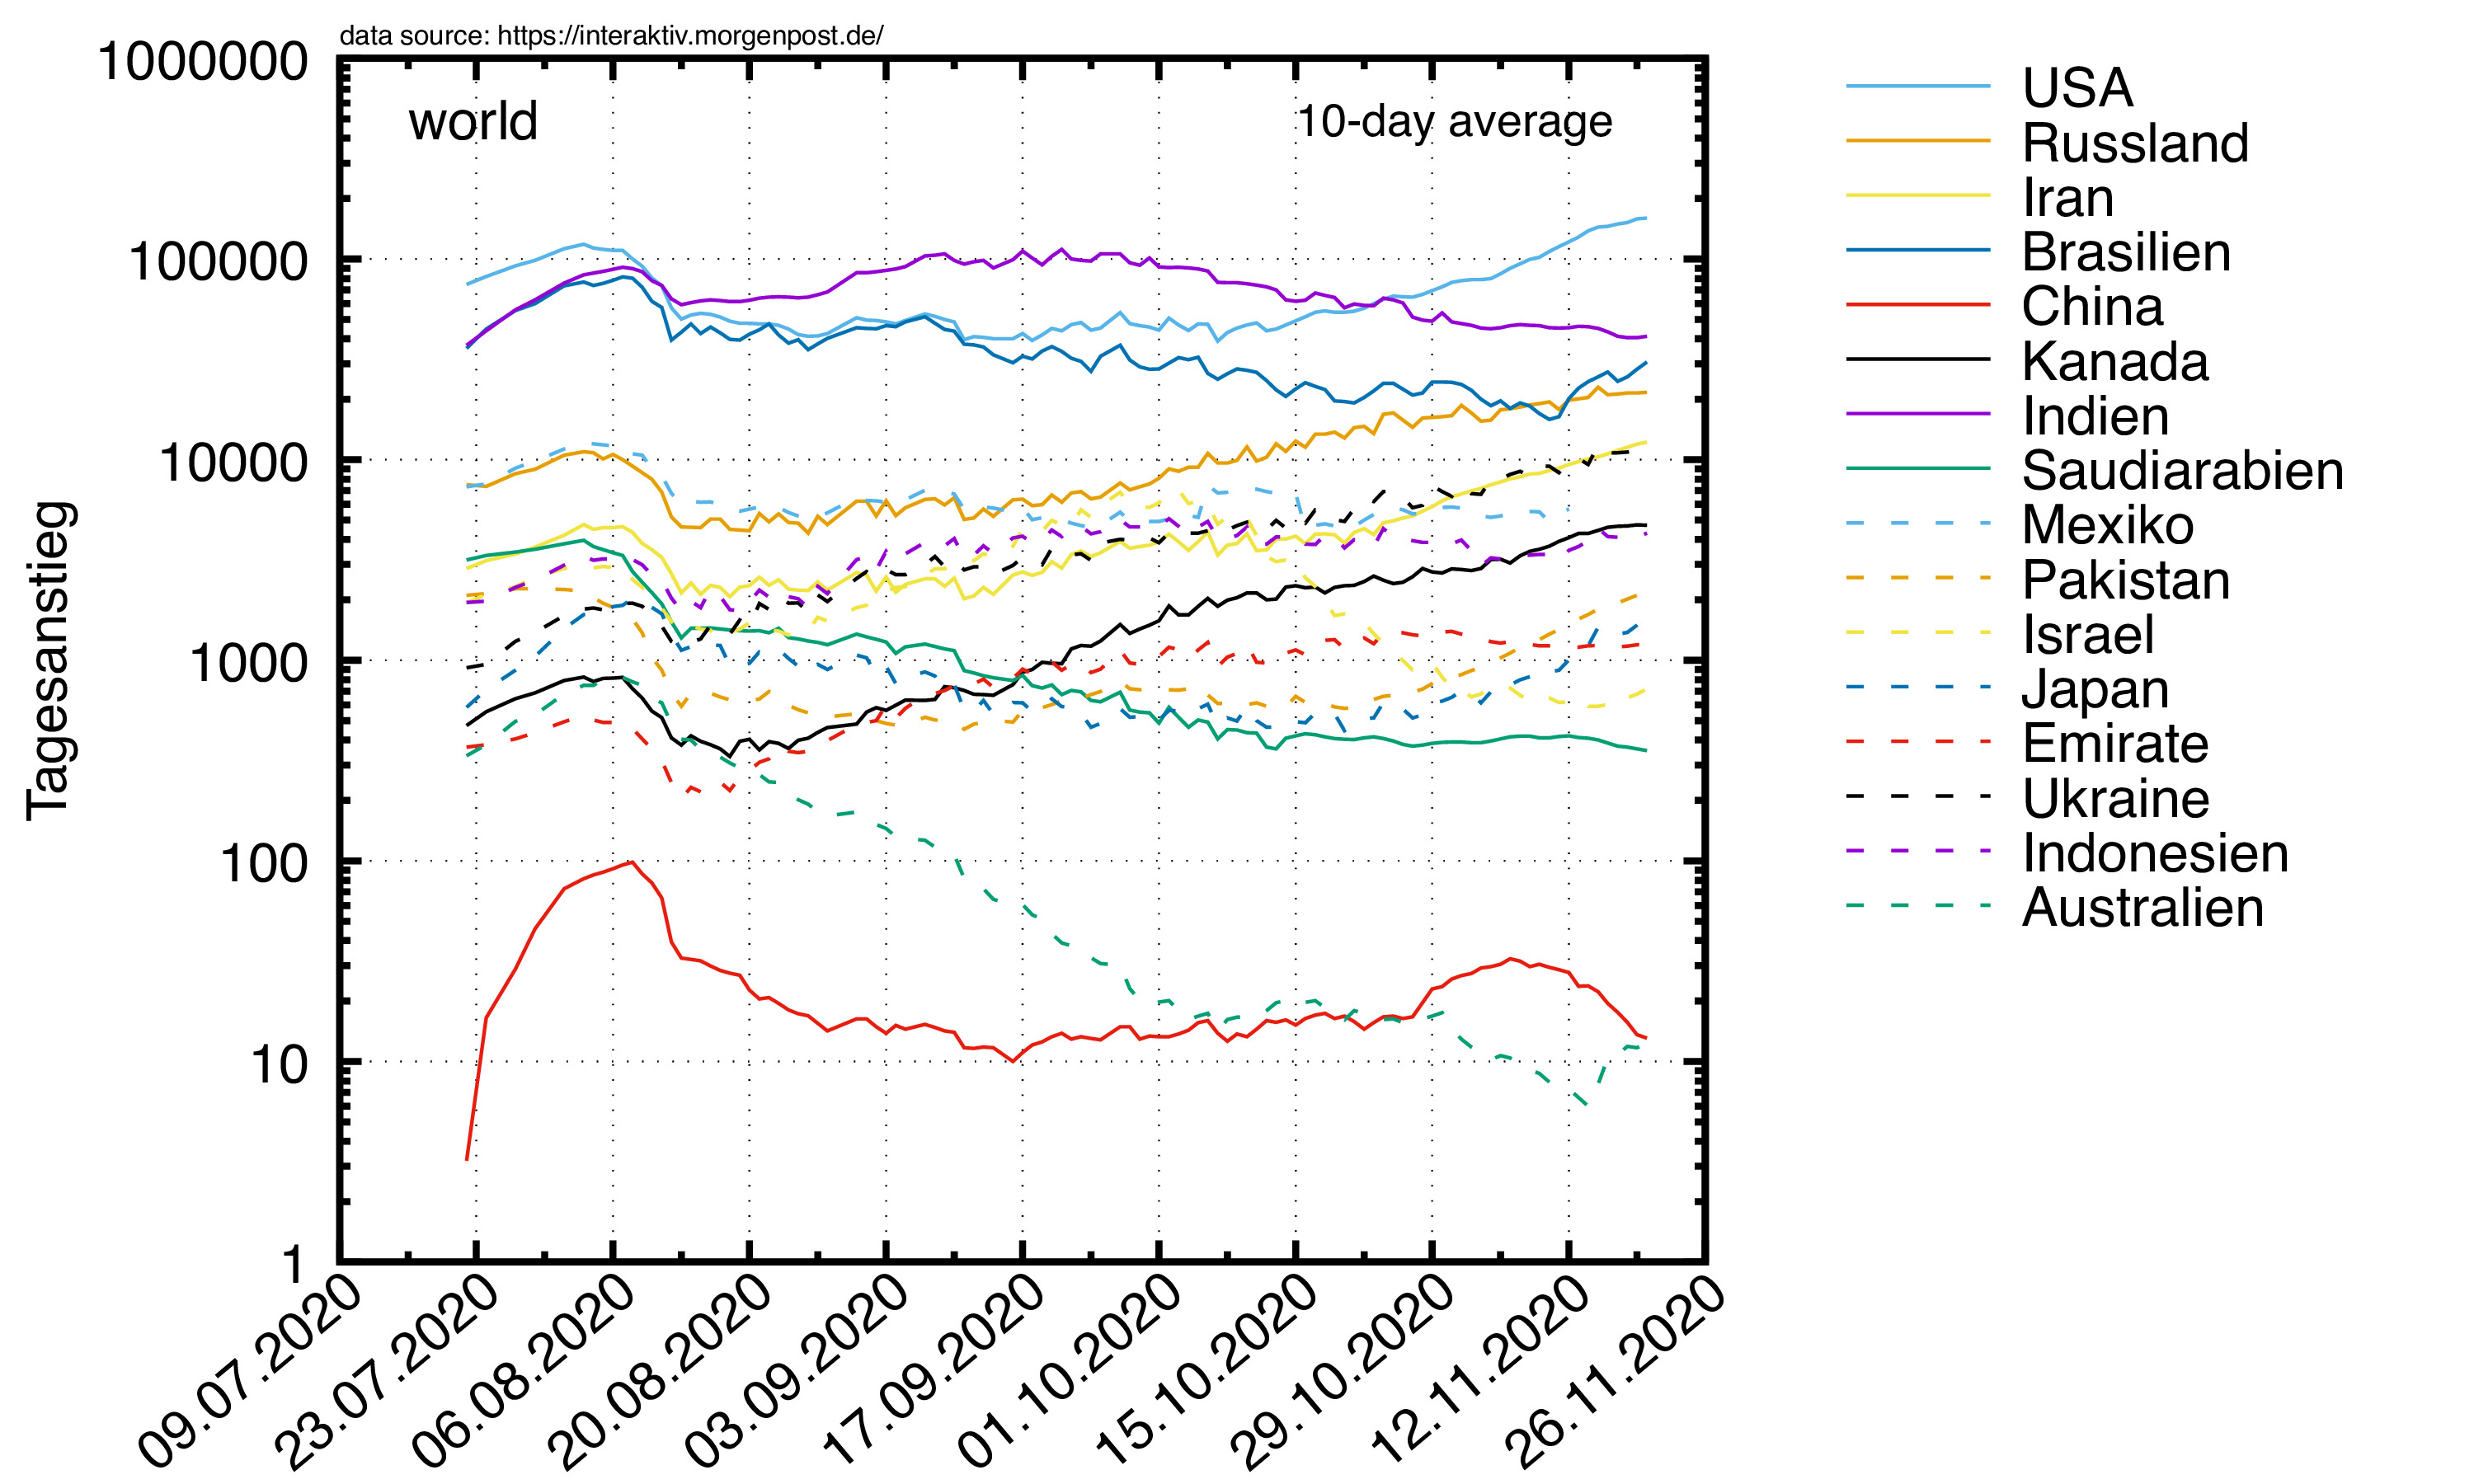 data source: https://interaktiv.morgenpost.de/
world
10-day average
Tagesanstieg
1000000
100000
10000
1000
100
10
1
09.07.2020
23.07.2020
06.08.2020
20.08.2020
03.09.2020
17.09.2020
01.10.2020
15.10.2020
29.10.2020
12.11.2020
26.11.2020
USA
Russland
Iran
Brasilien
China
Kanada
Indien
Saudiarabien
Mexiko
Pakistan
Israel
Japan
Emirate
Ukraine
Indonesien
Australien